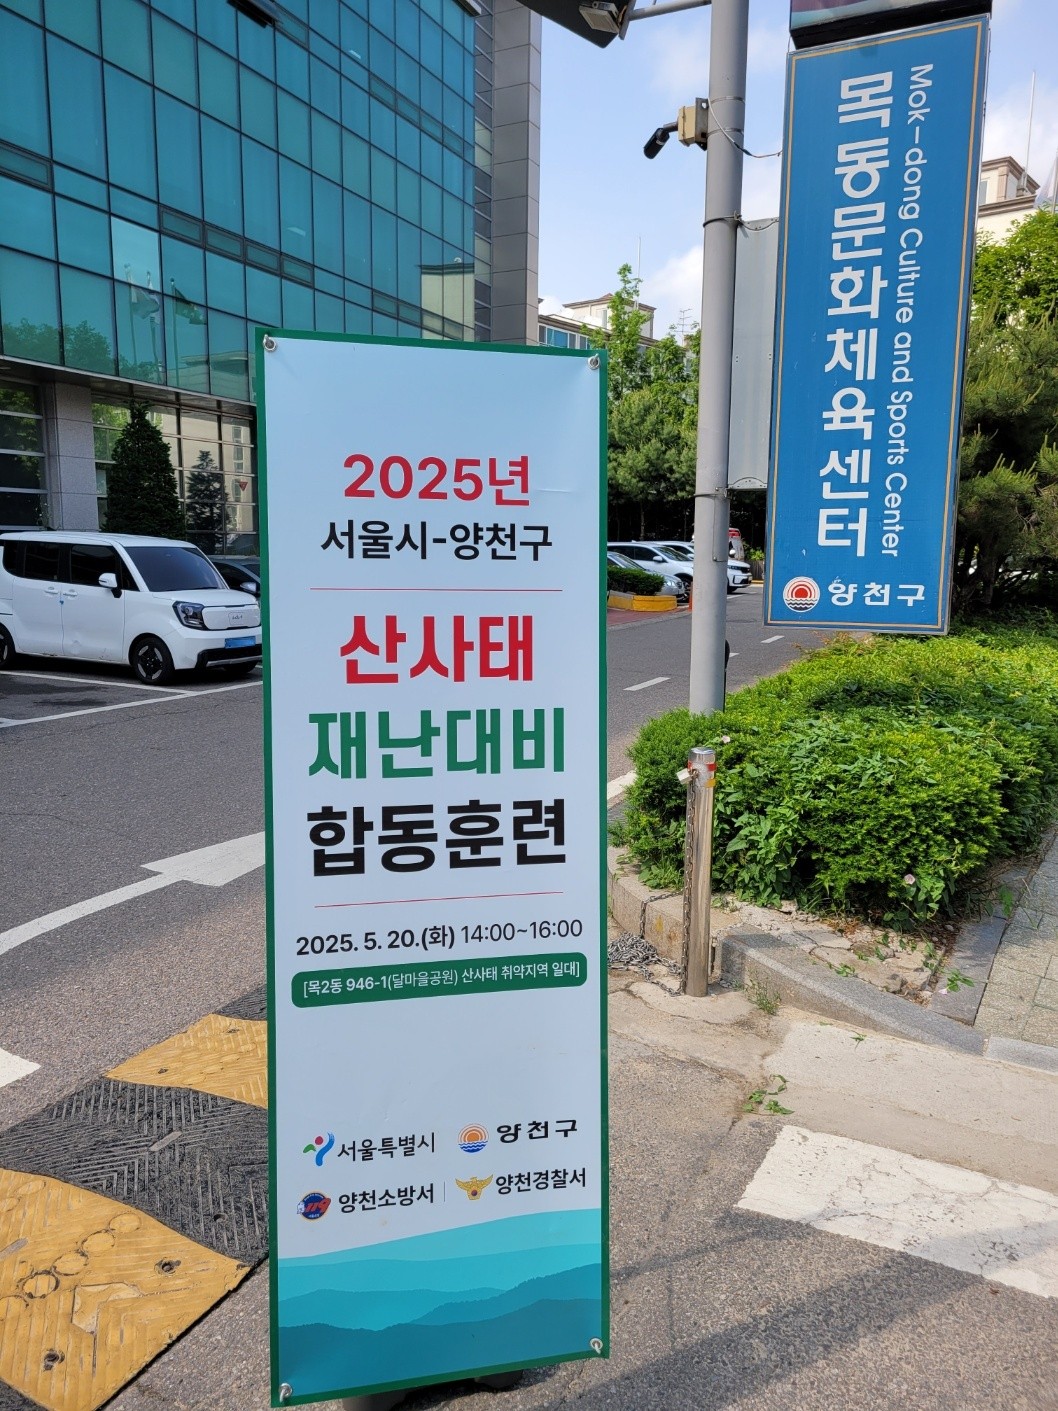 2025년
서울시-양천구
산사태
재난대비
합동훈련
2025. 5. 20.(화) 14:00~16:00
[목2동 946-1(달마을공원) 산사태 취약지역 일대]
서울특별시
양천구
119
양천소방서
양천경찰서
목동문화체육센터
Mok-dong Culture and Sports Center
양천구